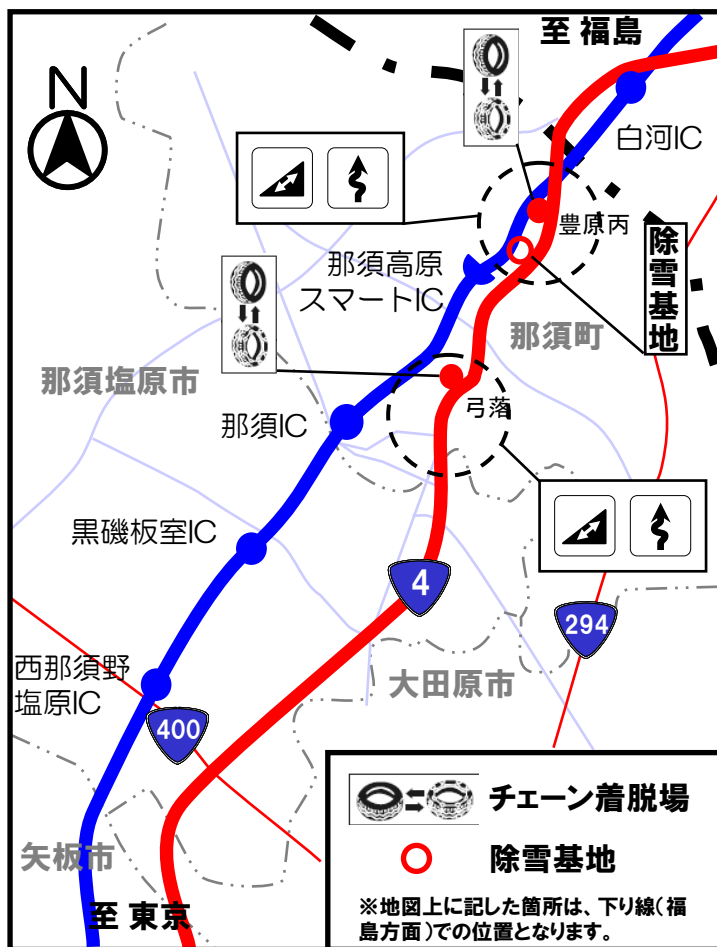 至 福島
N
白河IC
豊原丙
除雪基地
那須高原
スマートIC
那須町
那須塩原市
弓落
那須IC
黒磯板室IC
4
294
西那須野
塩原IC
大田原市
400
矢板市
至 東京
チェーン着脱場
除雪基地
※地図上に記した箇所は、下り線(福
島方面)での位置となります。